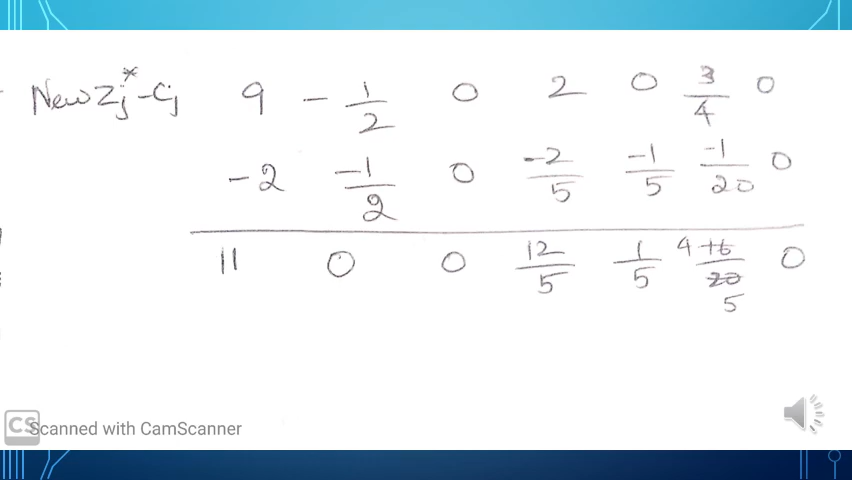 New Zj* - Cj 9 - 1/2 0 2 0 3/4 0
-2 -1/2 0 -2/5 -1/5 -1/20 0
11 0 0 12/5 1/5 4 16/20 5 0
CS Scanned with CamScanner